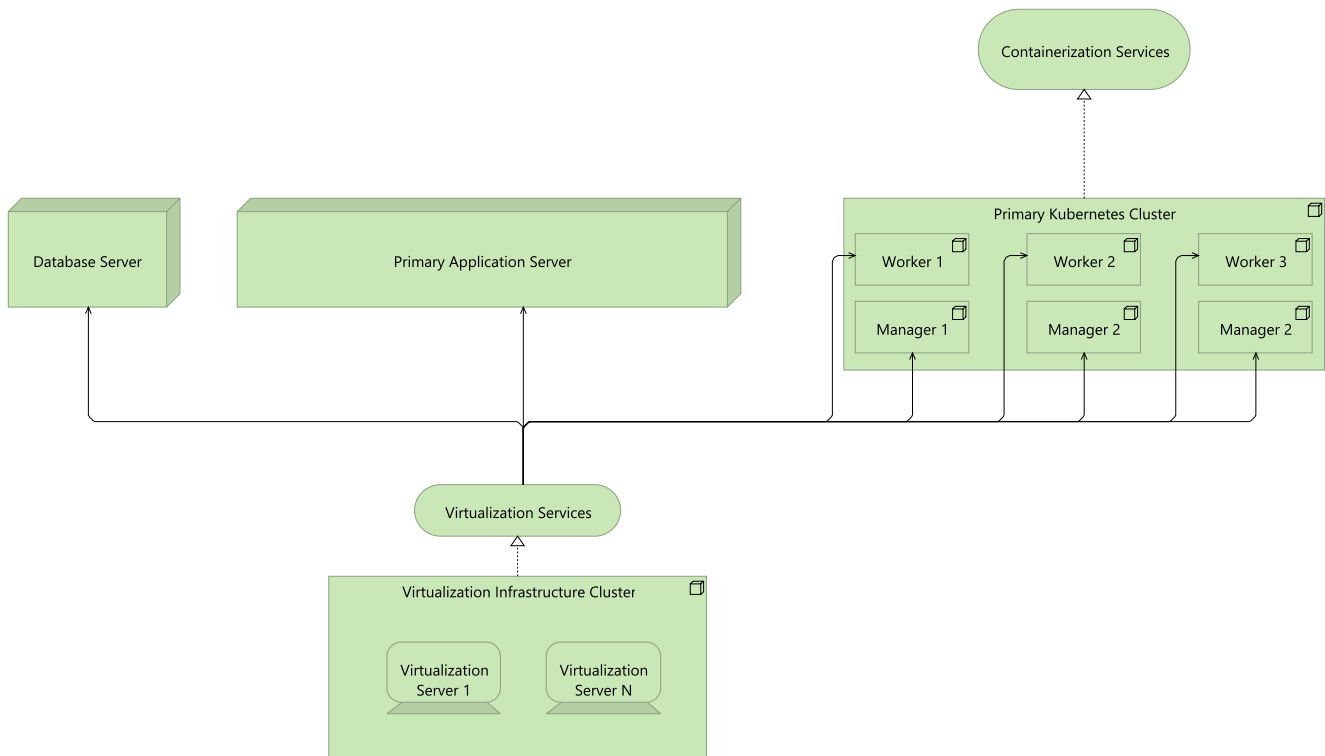 Containerization Services
Primary Kubernetes Cluster
Database Server
Primary Application Server
Worker 1
Worker 2
Worker 3
Manager 1
Manager 2
Manager 2
Virtualization Services
Virtualization Infrastructure Cluster
Virtualization
Server 1
Virtualization
Server N